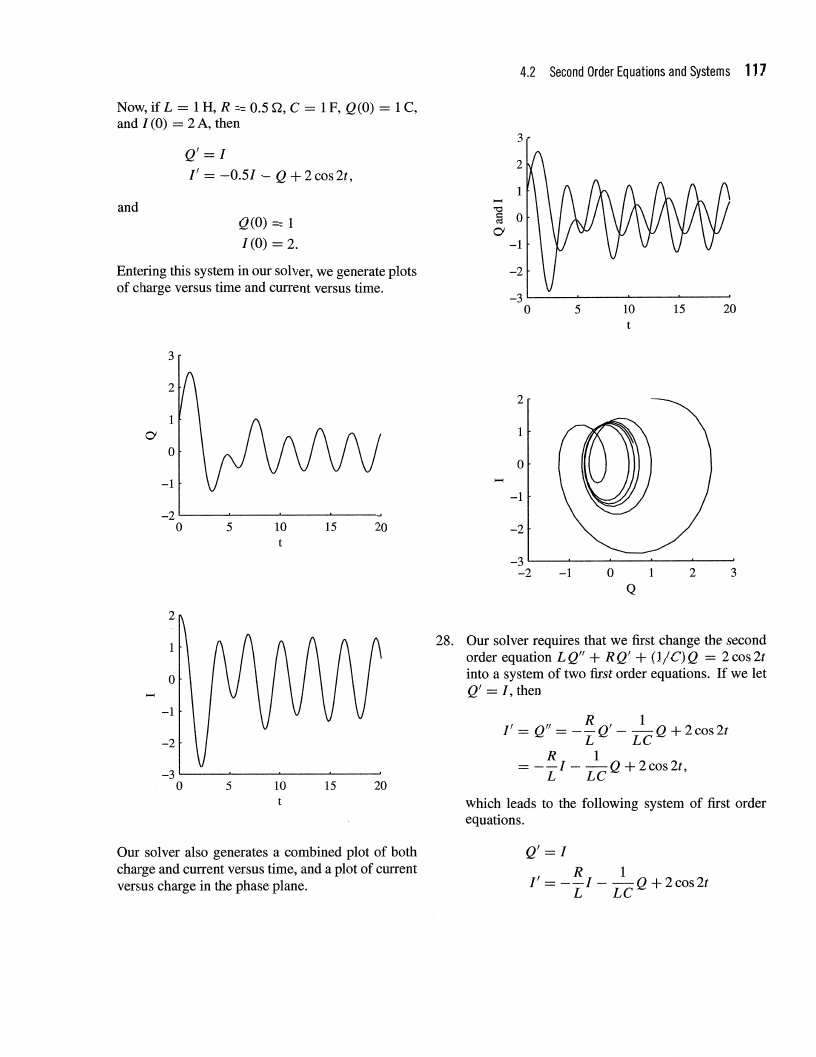 4.2 Second Order Equations and Systems 117
Now, if L = 1 H, R = 0.5 Ω, C = 1 F, Q(0) = 1 C,
and I(0) = 2 A, then
Q′ = I
I′ = −0.5I − Q + 2 cos 2t,
and
Q(0) = 1
I(0) = 2.
Entering this system in our solver, we generate plots
of charge versus time and current versus time.
3
2
1
0
−1
−2
Q
0 5 10 15 20
t
2
1
0
−1
−2
−3
I
0 5 10 15 20
t
Our solver also generates a combined plot of both
charge and current versus time, and a plot of current
versus charge in the phase plane.
3
2
1
0
−1
−2
−3
Q and I
0 5 10 15 20
t
2
1
0
−1
−2
−3
I
−2 −1 0 1 2 3
Q
28. Our solver requires that we first change the second
order equation LQ″ + RQ′ + (1/C)Q = 2 cos 2t
into a system of two first order equations. If we let
Q′ = I, then
I′ = Q″ = −R/L Q′ − 1/LC Q + 2 cos 2t
= −R/L I − 1/LC Q + 2 cos 2t,
which leads to the following system of first order
equations.
Q′ = I
I′ = −R/L I − 1/LC Q + 2 cos 2t